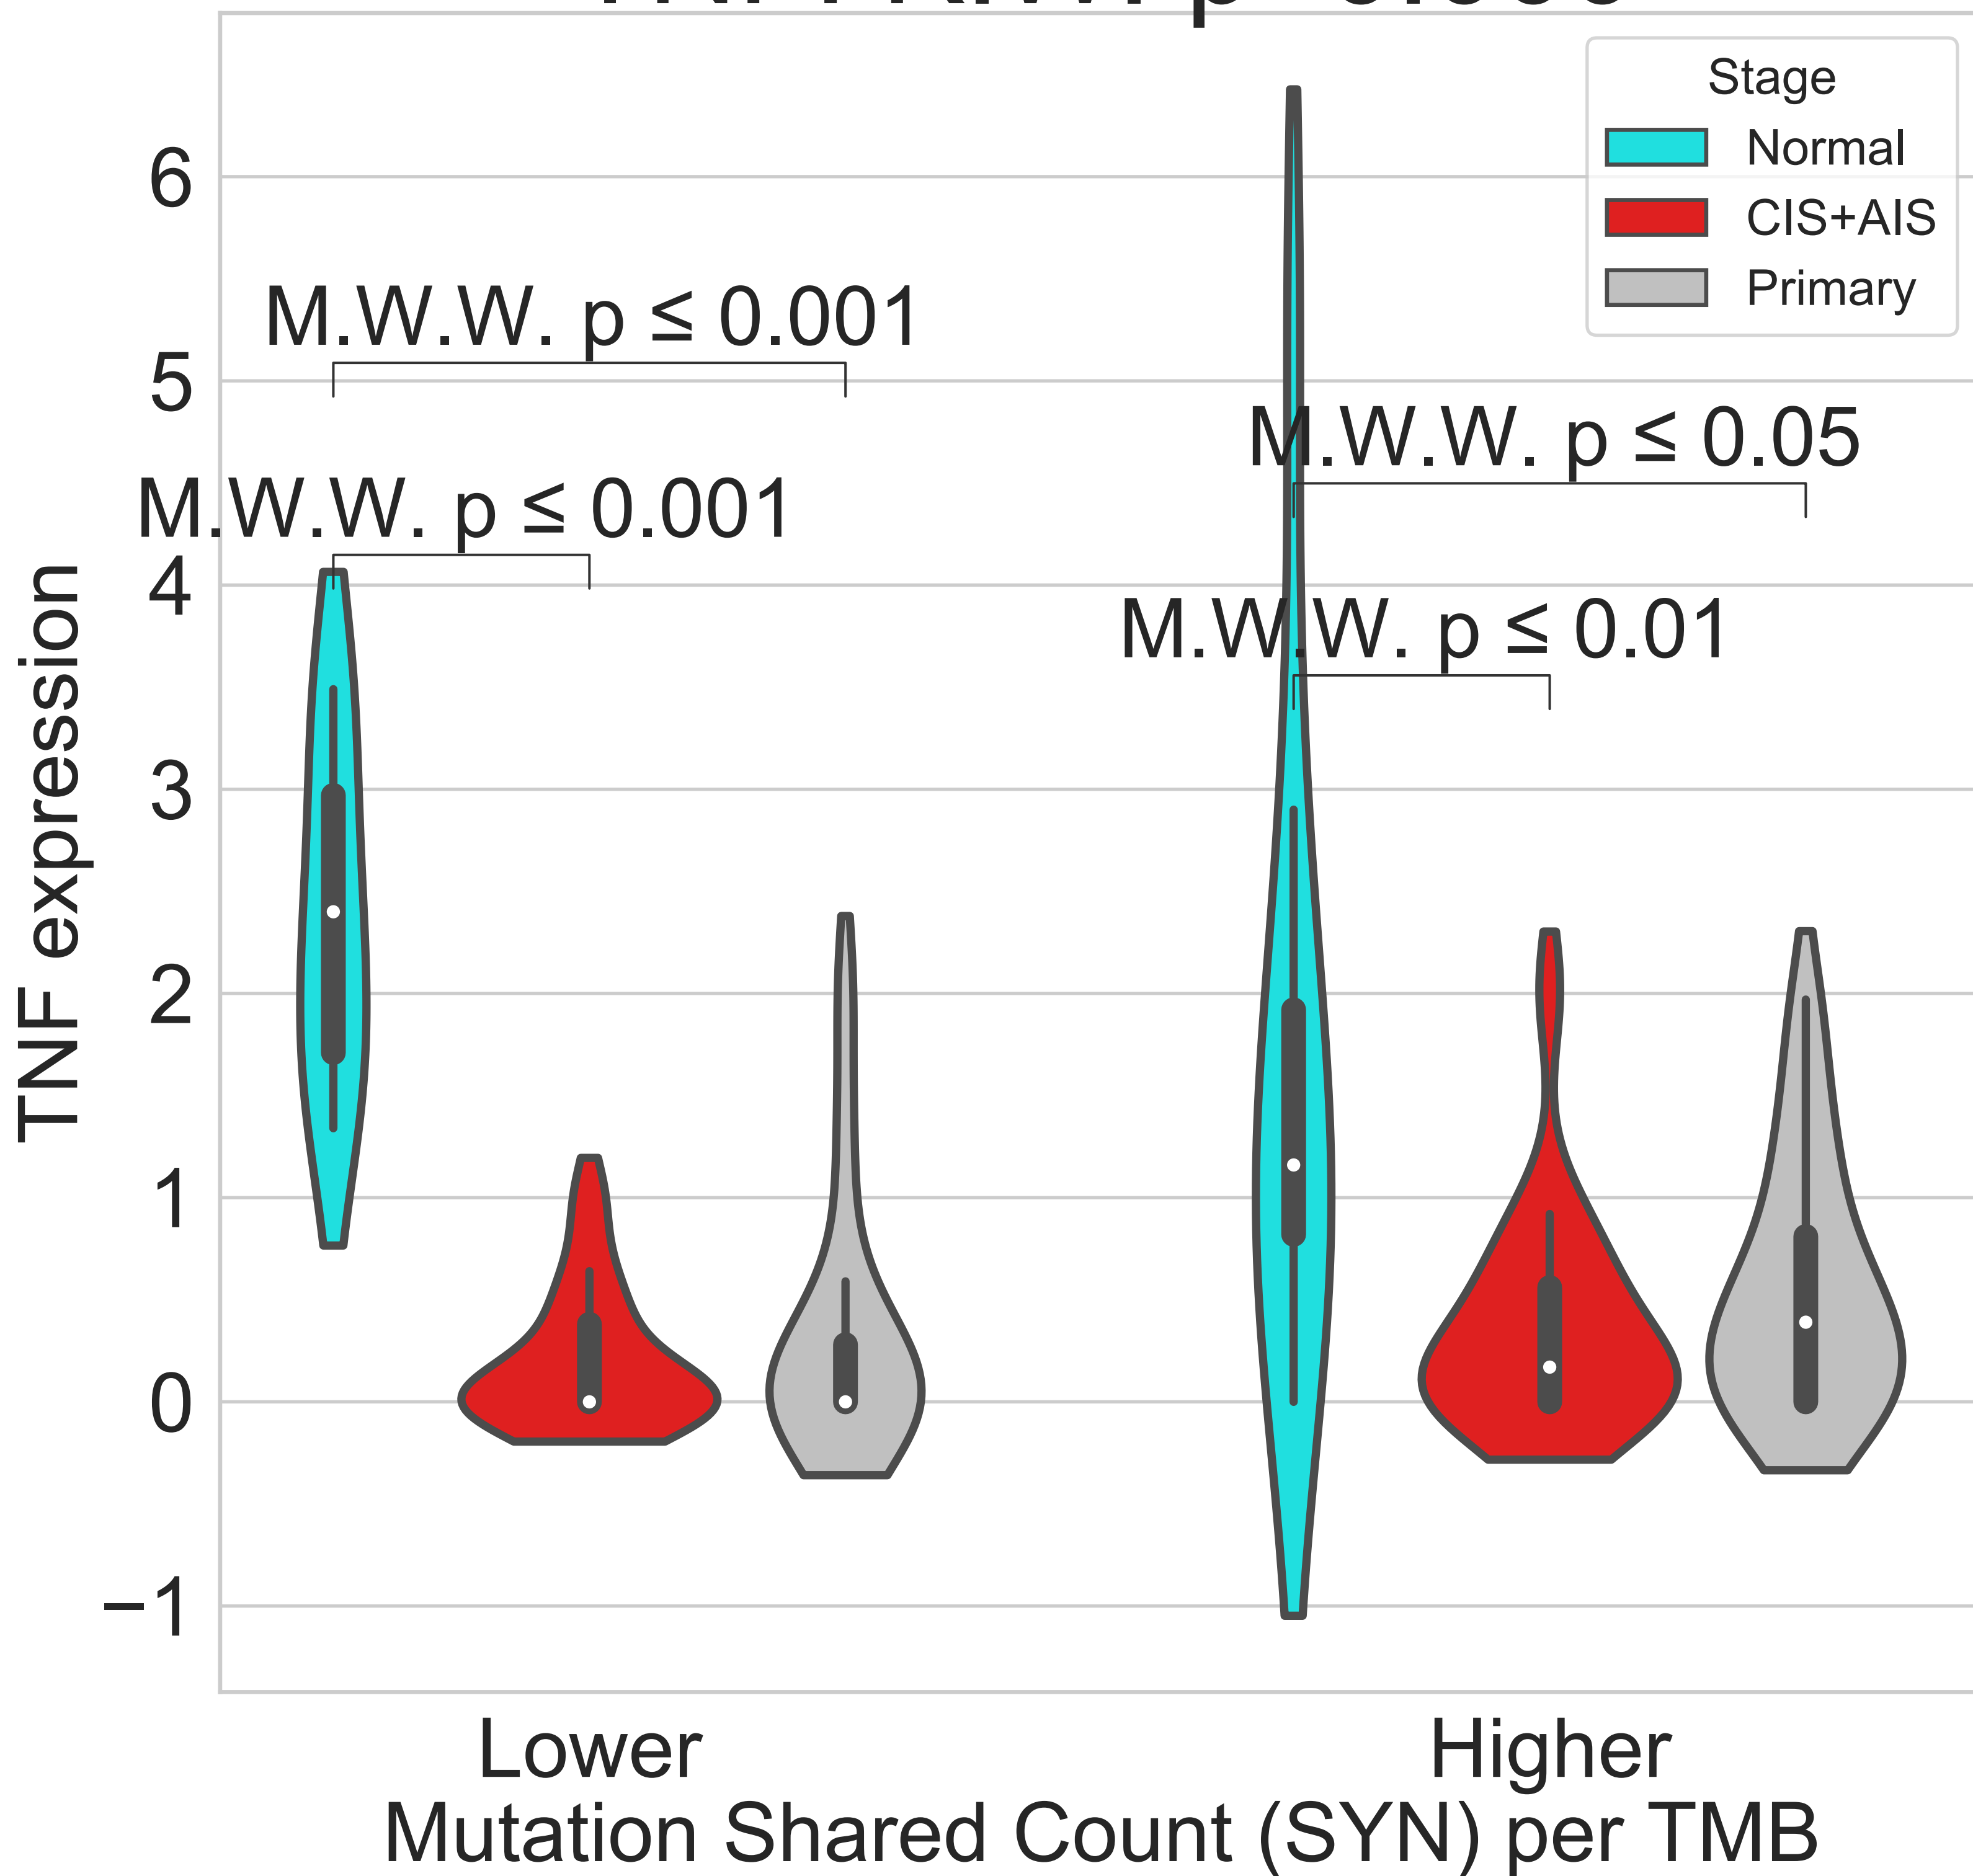 Stage
Normal
CIS+AIS
Primary
M.W.W. p ≤ 0.001
M.W.W. p ≤ 0.05
M.W.W. p ≤ 0.001
M.W.W. p ≤ 0.01
TNF expression
6
5
4
3
2
1
0
−1
Lower
Higher
Mutation Shared Count (SYN) per TMB